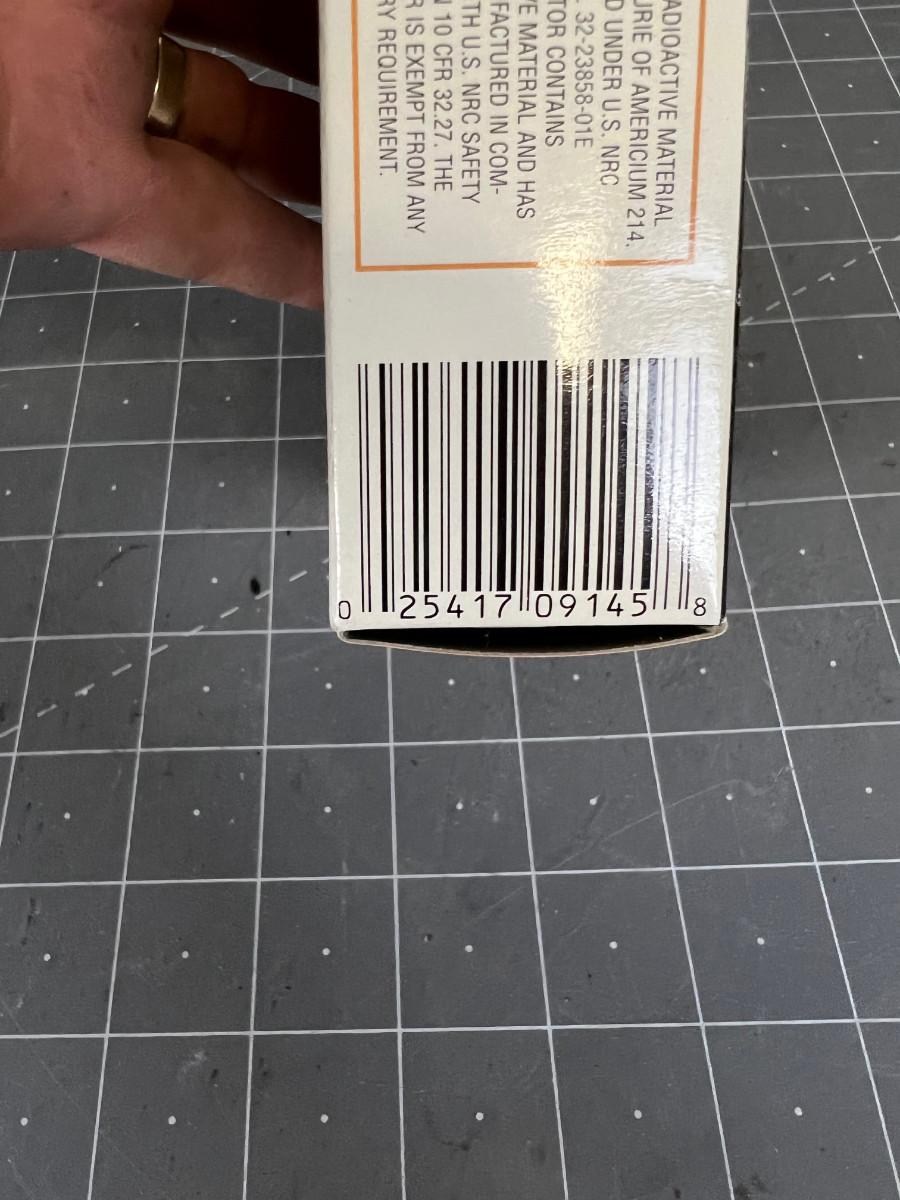 ADIOACTIVE MATERIAL
URIE OF AMERICIUM 214.
D UNDER U.S. NRC
. 32-23858-01E
TOR CONTAINS
VE MATERIAL AND HAS
FACTURED IN COM-
TH U.S. NRC SAFETY
N 10 CFR 32.27. THE
R IS EXEMPT FROM ANY
RY REQUIREMENT.
0 25417 09145 8